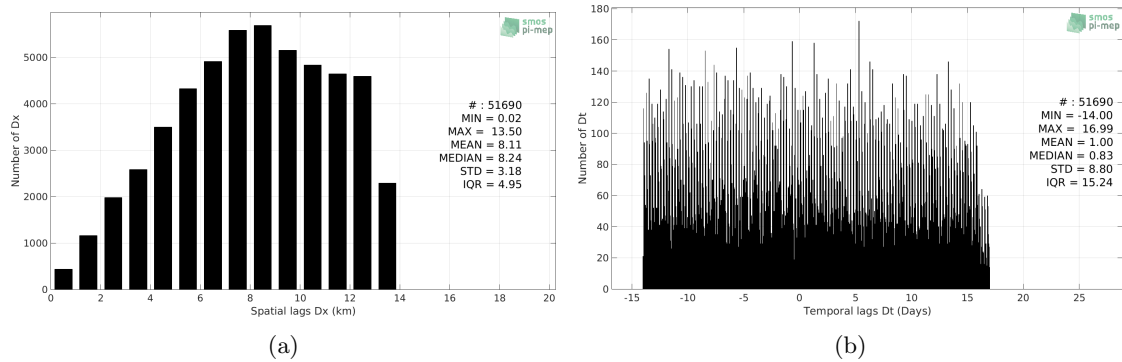 smos
pi-mep
5000
4000
3000
2000
1000
0
Number of Dx
# : 51690
MIN = 0.02
MAX = 13.50
MEAN = 8.11
MEDIAN = 8.24
STD = 3.18
IQR = 4.95
0 2 4 6 8 10 12 14 16 18 20
Spatial lags Dx (km)
(a)
smos
pi-mep
180
160
140
120
100
80
60
40
20
0
Number of Dt
# : 51690
MIN = -14.00
MAX = 16.99
MEAN = 1.00
MEDIAN = 0.83
STD = 8.80
IQR = 15.24
-15 -10 -5 0 5 10 15 20 25
Temporal lags Dt (Days)
(b)